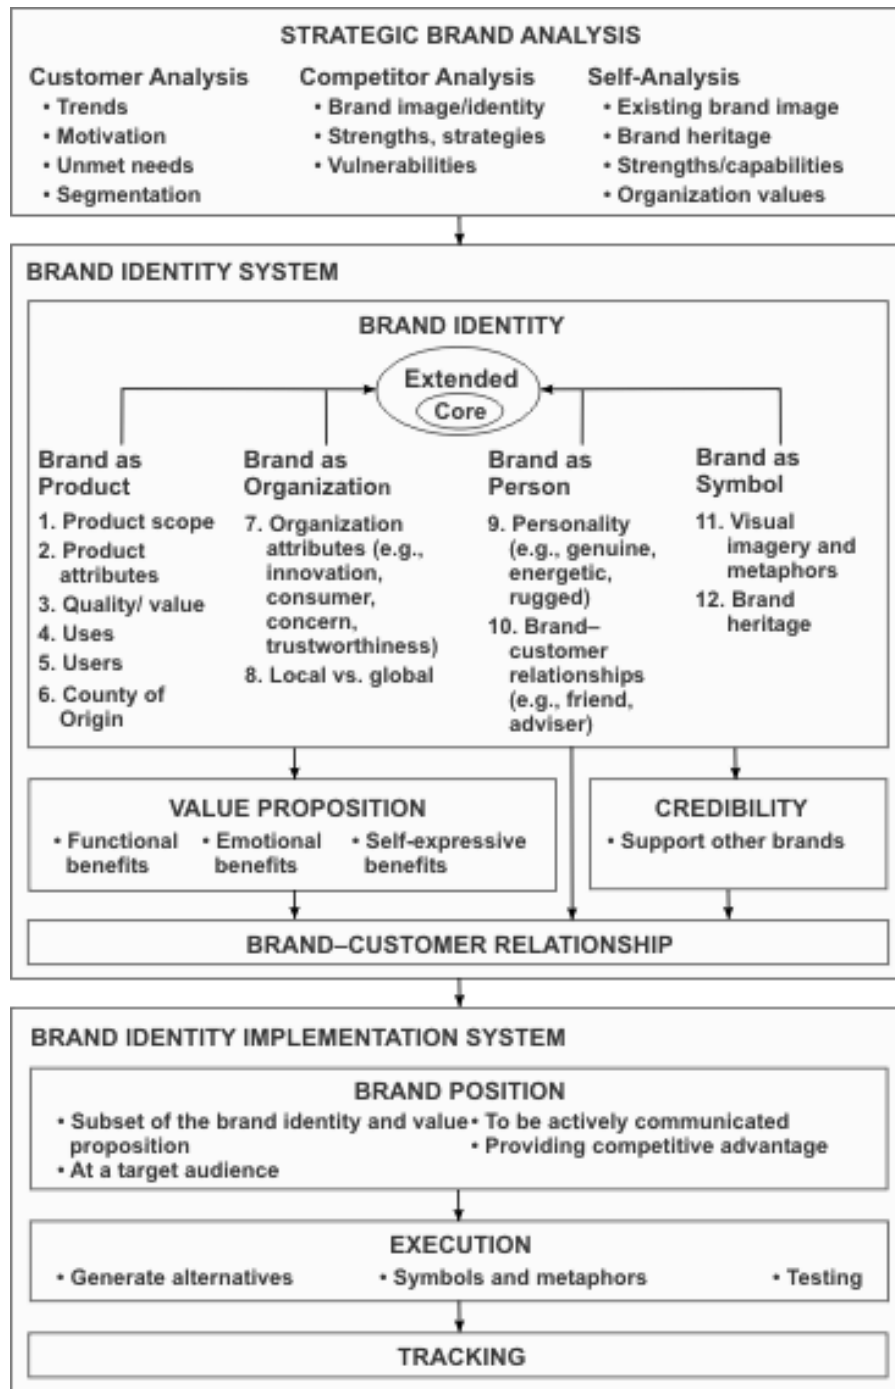 STRATEGIC BRAND ANALYSIS
Customer Analysis
• Trends
• Motivation
• Unmet needs
• Segmentation
Competitor Analysis
• Brand image/identity
• Strengths, strategies
• Vulnerabilities
Self-Analysis
• Existing brand image
• Brand heritage
• Strengths/capabilities
• Organization values
BRAND IDENTITY SYSTEM
BRAND IDENTITY
Extended
Core
Brand as
Product
1. Product scope
2. Product
attributes
3. Quality/ value
4. Uses
5. Users
6. County of
Origin
Brand as
Organization
7. Organization
attributes (e.g.,
innovation,
consumer,
concern,
trustworthiness)
8. Local vs. global
Brand as
Person
9. Personality
(e.g., genuine,
energetic,
rugged)
10. Brand–
customer
relationships
(e.g., friend,
adviser)
Brand as
Symbol
11. Visual
imagery and
metaphors
12. Brand
heritage
VALUE PROPOSITION
• Functional
benefits
• Emotional
benefits
• Self-expressive
benefits
CREDIBILITY
• Support other brands
BRAND–CUSTOMER RELATIONSHIP
BRAND IDENTITY IMPLEMENTATION SYSTEM
BRAND POSITION
• Subset of the brand identity and value
proposition
• At a target audience
• To be actively communicated
• Providing competitive advantage
EXECUTION
• Generate alternatives
• Symbols and metaphors
• Testing
TRACKING